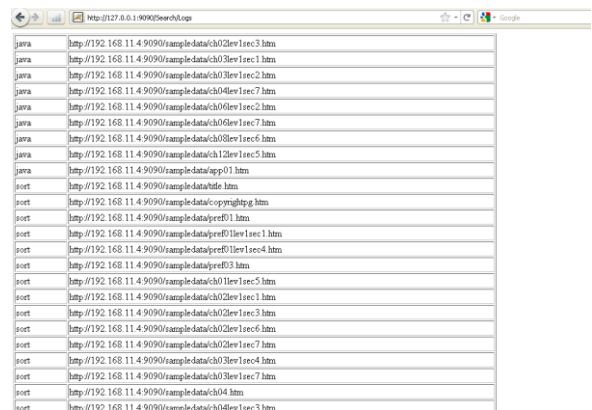 http://127.0.0.1:9090/Search/Logs
Google
java http://192.168.11.4:9090/sampledata/ch02lev1sec3.htm
java http://192.168.11.4:9090/sampledata/ch03lev1sec1.htm
java http://192.168.11.4:9090/sampledata/ch03lev1sec2.htm
java http://192.168.11.4:9090/sampledata/ch04lev1sec7.htm
java http://192.168.11.4:9090/sampledata/ch06lev1sec2.htm
java http://192.168.11.4:9090/sampledata/ch06lev1sec7.htm
java http://192.168.11.4:9090/sampledata/ch08lev1sec6.htm
java http://192.168.11.4:9090/sampledata/ch12lev1sec5.htm
java http://192.168.11.4:9090/sampledata/app01.htm
sort http://192.168.11.4:9090/sampledata/title.htm
sort http://192.168.11.4:9090/sampledata/copyrightpg.htm
sort http://192.168.11.4:9090/sampledata/pref01.htm
sort http://192.168.11.4:9090/sampledata/pref01lev1sec1.htm
sort http://192.168.11.4:9090/sampledata/pref01lev1sec4.htm
sort http://192.168.11.4:9090/sampledata/pref03.htm
sort http://192.168.11.4:9090/sampledata/ch01lev1sec5.htm
sort http://192.168.11.4:9090/sampledata/ch02lev1sec1.htm
sort http://192.168.11.4:9090/sampledata/ch02lev1sec3.htm
sort http://192.168.11.4:9090/sampledata/ch02lev1sec6.htm
sort http://192.168.11.4:9090/sampledata/ch02lev1sec7.htm
sort http://192.168.11.4:9090/sampledata/ch03lev1sec4.htm
sort http://192.168.11.4:9090/sampledata/ch03lev1sec7.htm
sort http://192.168.11.4:9090/sampledata/ch04.htm
sort http://192.168.11.4:9090/sampledata/ch04lev1sec3.htm